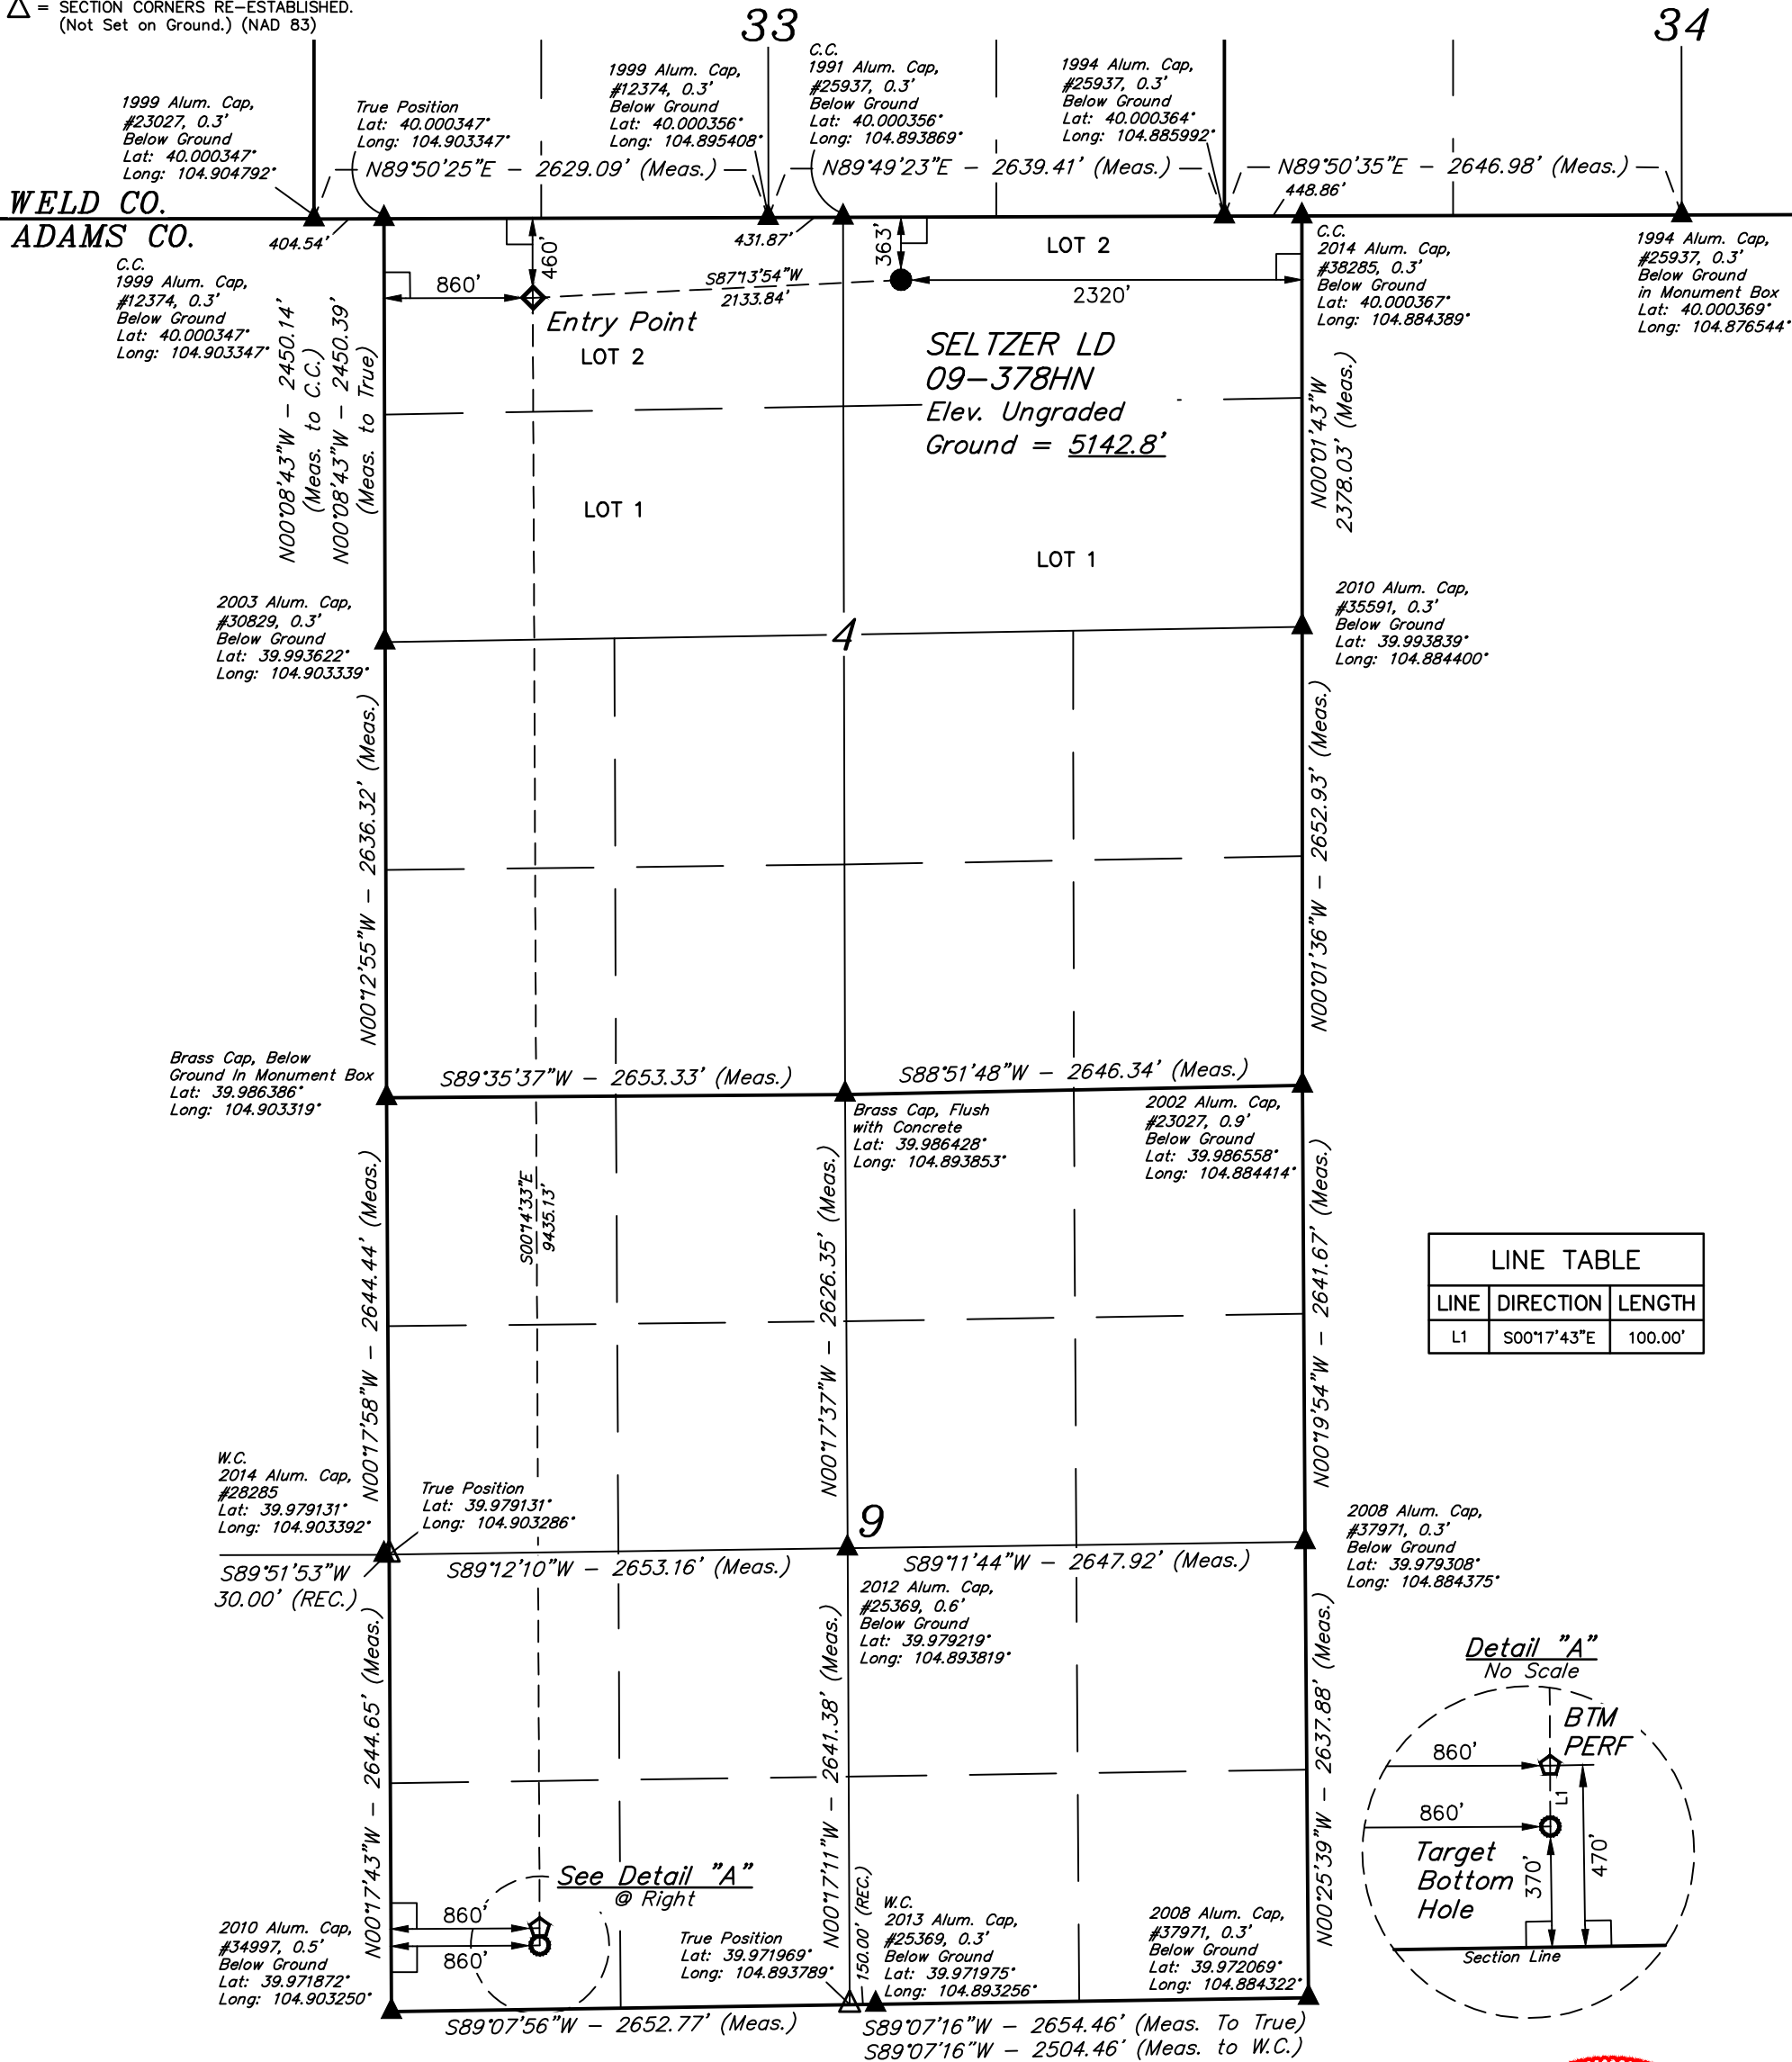 △ = SECTION CORNERS RE-ESTABLISHED.
(Not Set on Ground.) (NAD 83)
33
34
1999 Alum. Cap,
#23027, 0.3'
Below Ground
Lat: 40.000347°
Long: 104.904792°
True Position
Lat: 40.000347°
Long: 104.903347°
1999 Alum. Cap,
#12374, 0.3'
Below Ground
Lat: 40.000356°
Long: 104.895408°
C.C.
1991 Alum. Cap,
#25937, 0.3'
Below Ground
Lat: 40.000356°
Long: 104.893869°
1994 Alum. Cap,
#25937, 0.3'
Below Ground
Lat: 40.000364°
Long: 104.885992°
N89°50'25"E - 2629.09' (Meas.)
N89°49'23"E - 2639.41' (Meas.)
N89°50'35"E - 2646.98' (Meas.)
WELD CO.
ADAMS CO.
404.54'
431.87'
448.86'
C.C.
1999 Alum. Cap,
#12374, 0.3'
Below Ground
Lat: 40.000347°
Long: 104.903347°
860'
460'
S87°13'54"W
2133.84'
363'
LOT 2
2320'
C.C.
2014 Alum. Cap,
#38285, 0.3'
Below Ground
Lat: 40.000367°
Long: 104.884389°
1994 Alum. Cap,
#25937, 0.3'
Below Ground
in Monument Box
Lat: 40.000369°
Long: 104.876544°
Entry Point
LOT 2
SELTZER LD
09-378HN
Elev. Ungraded
Ground = 5142.8'
N00°08'43"W - 2450.14'
(Meas. to C.C.)
N00°08'43"W - 2450.39'
(Meas. to True)
N00°01'43"W
2378.03' (Meas.)
LOT 1
LOT 1
2003 Alum. Cap,
#30829, 0.3'
Below Ground
Lat: 39.993622°
Long: 104.903339°
4
2010 Alum. Cap,
#35591, 0.3'
Below Ground
Lat: 39.993839°
Long: 104.884400°
N00°12'55"W - 2636.32' (Meas.)
N00°01'36"W - 2652.93' (Meas.)
Brass Cap, Below
Ground In Monument Box
Lat: 39.986386°
Long: 104.903319°
S89°35'37"W - 2653.33' (Meas.)
S88°51'48"W - 2646.34' (Meas.)
Brass Cap, Flush
with Concrete
Lat: 39.986428°
Long: 104.893853°
2002 Alum. Cap,
#23027, 0.9'
Below Ground
Lat: 39.986558°
Long: 104.884414°
N00°17'58"W - 2644.44' (Meas.)
S00°14'33"E
9435.13'
N00°17'37"W - 2626.35' (Meas.)
N00°19'54"W - 2641.67' (Meas.)
LINE TABLE
LINE DIRECTION LENGTH
L1 S00°17'43"E 100.00'
W.C.
2014 Alum. Cap,
#28285
Lat: 39.979131°
Long: 104.903392°
True Position
Lat: 39.979131°
Long: 104.903286°
9
2008 Alum. Cap,
#37971, 0.3'
Below Ground
Lat: 39.979308°
Long: 104.884375°
S89°51'53"W
30.00' (REC.)
S89°12'10"W - 2653.16' (Meas.)
S89°11'44"W - 2647.92' (Meas.)
2012 Alum. Cap,
#25369, 0.6'
Below Ground
Lat: 39.979219°
Long: 104.893819°
N00°17'43"W - 2644.65' (Meas.)
N00°17'11"W - 2641.38' (Meas.)
N00°25'39"W - 2637.88' (Meas.)
Detail "A"
No Scale
BTM
PERF
860'
L1
860'
Target
Bottom
Hole
370'
470'
Section Line
See Detail "A"
@ Right
860'
860'
2010 Alum. Cap,
#34997, 0.5'
Below Ground
Lat: 39.971872°
Long: 104.903250°
True Position
Lat: 39.971969°
Long: 104.893789°
150.00' (REC.)
W.C.
2013 Alum. Cap,
#25369, 0.3'
Below Ground
Lat: 39.971975°
Long: 104.893256°
2008 Alum. Cap,
#37971, 0.3'
Below Ground
Lat: 39.972069°
Long: 104.884322°
S89°07'56"W - 2652.77' (Meas.)
S89°07'16"W - 2654.46' (Meas. To True)
S89°07'16"W - 2504.46' (Meas. to W.C.)